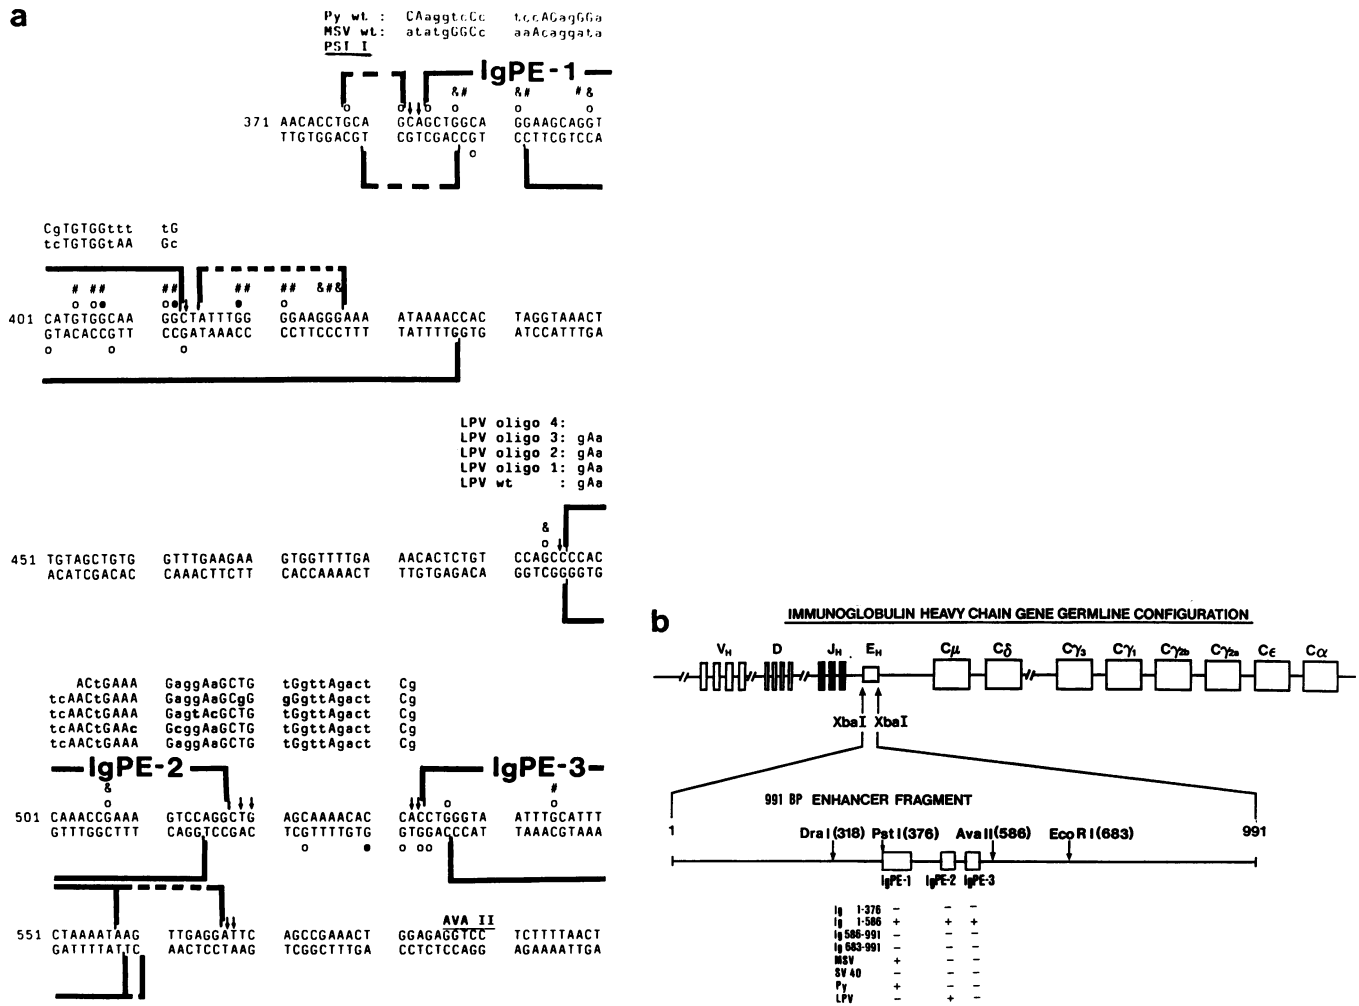 a
Py wt : CAaggtcCc tccAGagGGa
MSV wt: atatgGGCc aaAcaggata
PST I
IgPE-1
&# &# # &
o o o o o o
371 AACACCTGCA GCAGCTGGCA GGAAGCAGGT
TTGTGGACGT CGTCGACCGT CCTTCGTCCA
o
CgTGTGGttt tG
tcTGTGGtAA Gc
# ## ## ## ## &#&
o o● o● ● o
401 CATGTGGCAA GGCTATTTGG GGAAGGGAAA ATAAAACCAC TAGGTAAACT
GTACACCGTT CCGATAAACC CCTTCCCTTT TATTTTGGTG ATCCATTTGA
o o o
LPV oligo 4:
LPV oligo 3: gAa
LPV oligo 2: gAa
LPV oligo 1: gAa
LPV wt : gAa
&
o
451 TGTAGCTGTG GTTTGAAGAA GTGGTTTTGA AACACTCTGT CCAGCCCCAC
ACATCGACAC CAAACTTCTT CACCAAAACT TTGTGAGACA GGTCGGGGTG
ACtGAAA GaggAaGCTG tGgttAgact Cg
tcAACtGAAA GaggAaGCgG gGgttAgact Cg
tcAACtGAAA GagtAcGCTG tGgttAgact Cg
tcAACtGAAc GcggAaGCTG tGgttAgact Cg
tcAACtGAAA GaggAaGCTG tGgttAgact Cg
IgPE-2 IgPE-3
& #
o o o
501 CAAACCGAAA GTCCAGGCTG AGCAAAACAC CACCTGGGTA ATTTGCATTT
GTTTGGCTTT CAGGTCCGAC TCGTTTTGTG GTGGACCCAT TAAACGTAAA
o ● o oo
AVA II
551 CTAAAATAAG TTGAGGATTC AGCCGAAACT GGAGAGGTCC TCTTTTAACT
GATTTTATTC AACTCCTAAG TCGGCTTTGA CCTCTCCAGG AGAAAATTGA
b
IMMUNOGLOBULIN HEAVY CHAIN GENE GERMLINE CONFIGURATION
VH D JH EH Cμ Cδ Cγ3 Cγ1 Cγ2b Cγ2a Cϵ Cα
XbaI XbaI
991 BP ENHANCER FRAGMENT
1 Dra I (318) Pst I (376) Ava II (586) Eco R I (683) 991
IgPE-1 IgPE-2 IgPE-3
Ig 1-376 - - -
Ig 1-586 + + +
Ig 586-991 - - -
Ig 683-991 - - -
MSV + - -
SV 40 - - -
Py + - -
LPV - + -